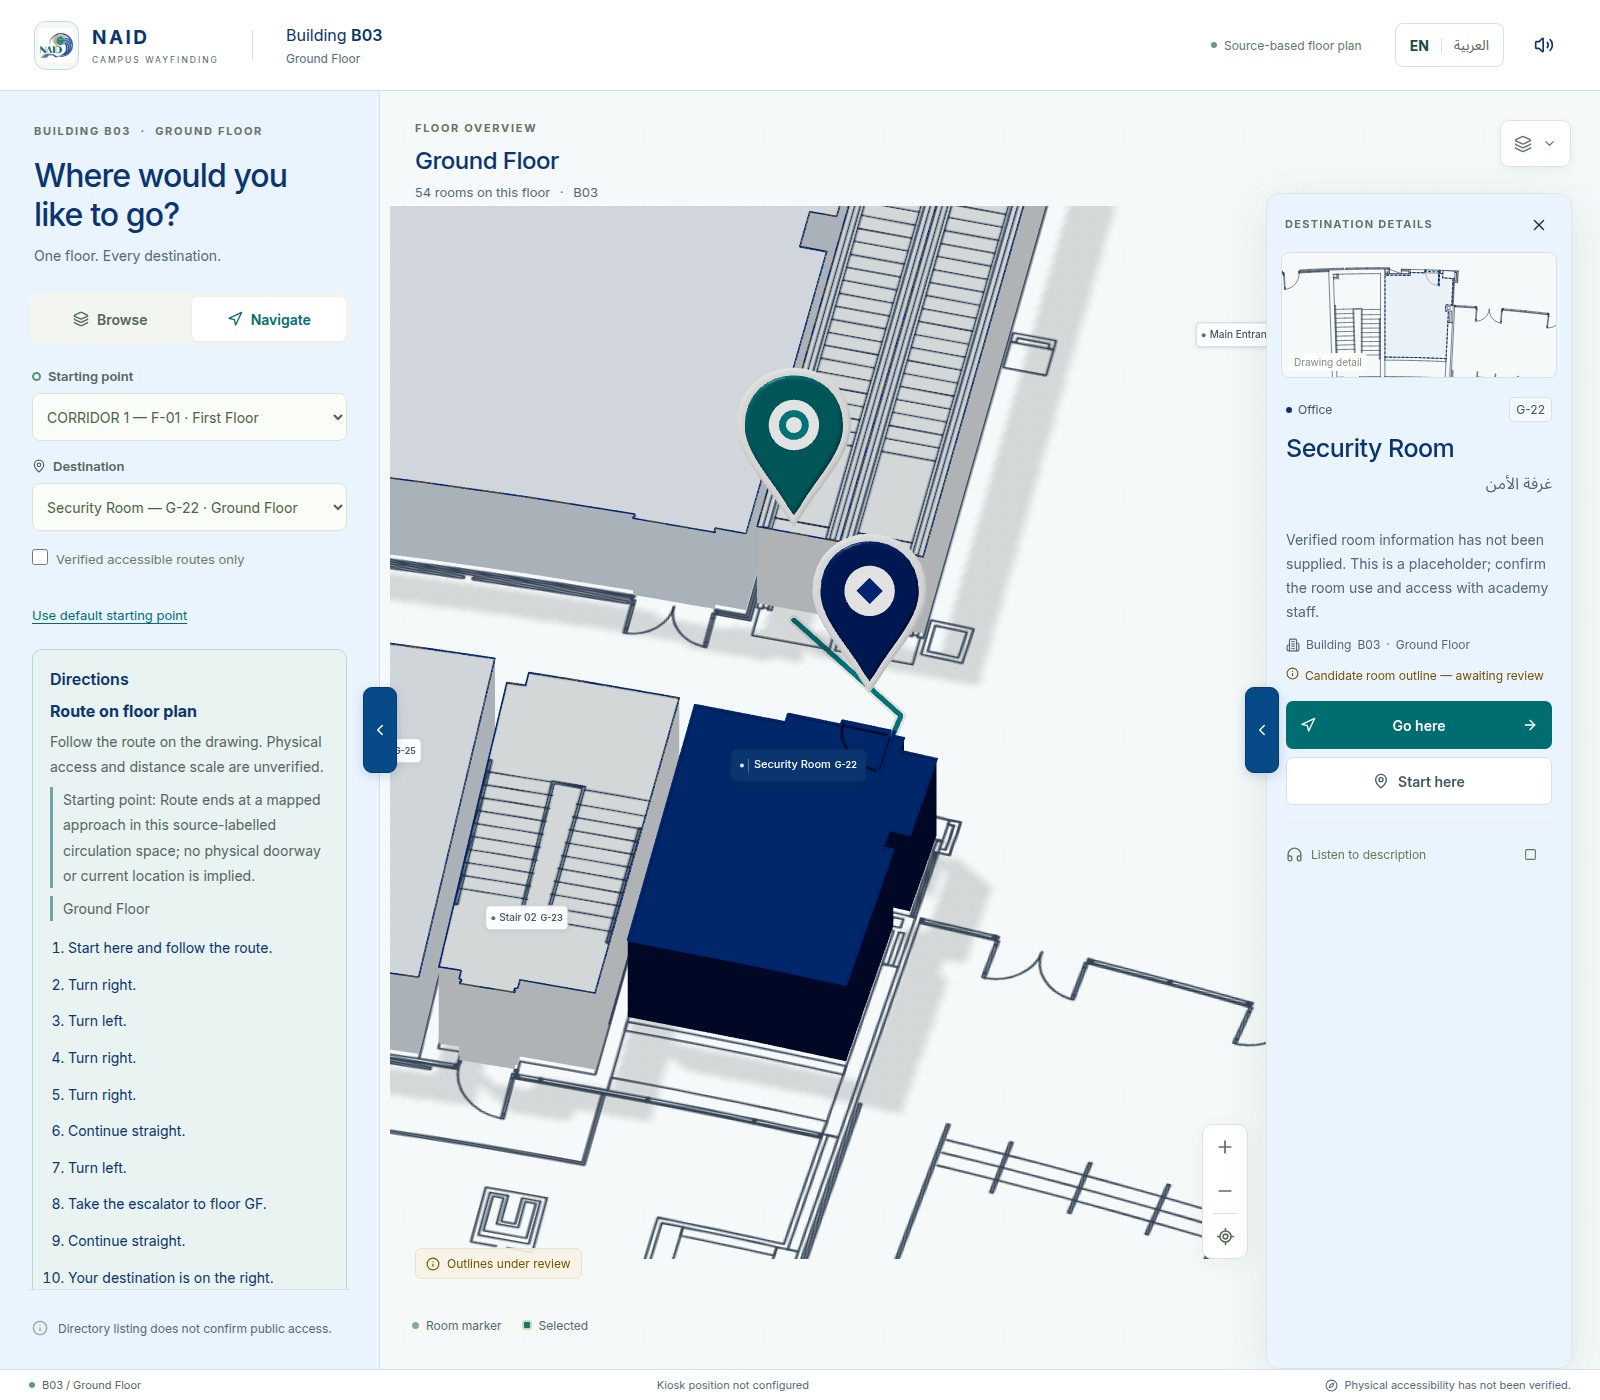 NAID
CAMPUS WAYFINDING
Building B03
Ground Floor
Source-based floor plan
EN
العربية
BUILDING B03 · GROUND FLOOR
Where would you
like to go?
One floor. Every destination.
Browse
Navigate
Starting point
CORRIDOR 1 — F-01 · First Floor
Destination
Security Room — G-22 · Ground Floor
Verified accessible routes only
Use default starting point
Directions
Route on floor plan
Follow the route on the drawing. Physical
access and distance scale are unverified.
Starting point: Route ends at a mapped
approach in this source-labelled
circulation space; no physical doorway
or current location is implied.
Ground Floor
1. Start here and follow the route.
2. Turn right.
3. Turn left.
4. Turn right.
5. Turn right.
6. Continue straight.
7. Turn left.
8. Take the escalator to floor GF.
9. Continue straight.
10. Your destination is on the right.
Directory listing does not confirm public access.
FLOOR OVERVIEW
Ground Floor
54 rooms on this floor · B03
Main Entran
G-25
Security Room G-22
Stair 02 G-23
Outlines under review
Room marker
Selected
DESTINATION DETAILS
Drawing detail
Office
G-22
Security Room
غرفة الأمن
Verified room information has not been
supplied. This is a placeholder; confirm
the room use and access with academy
staff.
Building B03 · Ground Floor
Candidate room outline — awaiting review
Go here
Start here
Listen to description
B03 / Ground Floor
Kiosk position not configured
Physical accessibility has not been verified.